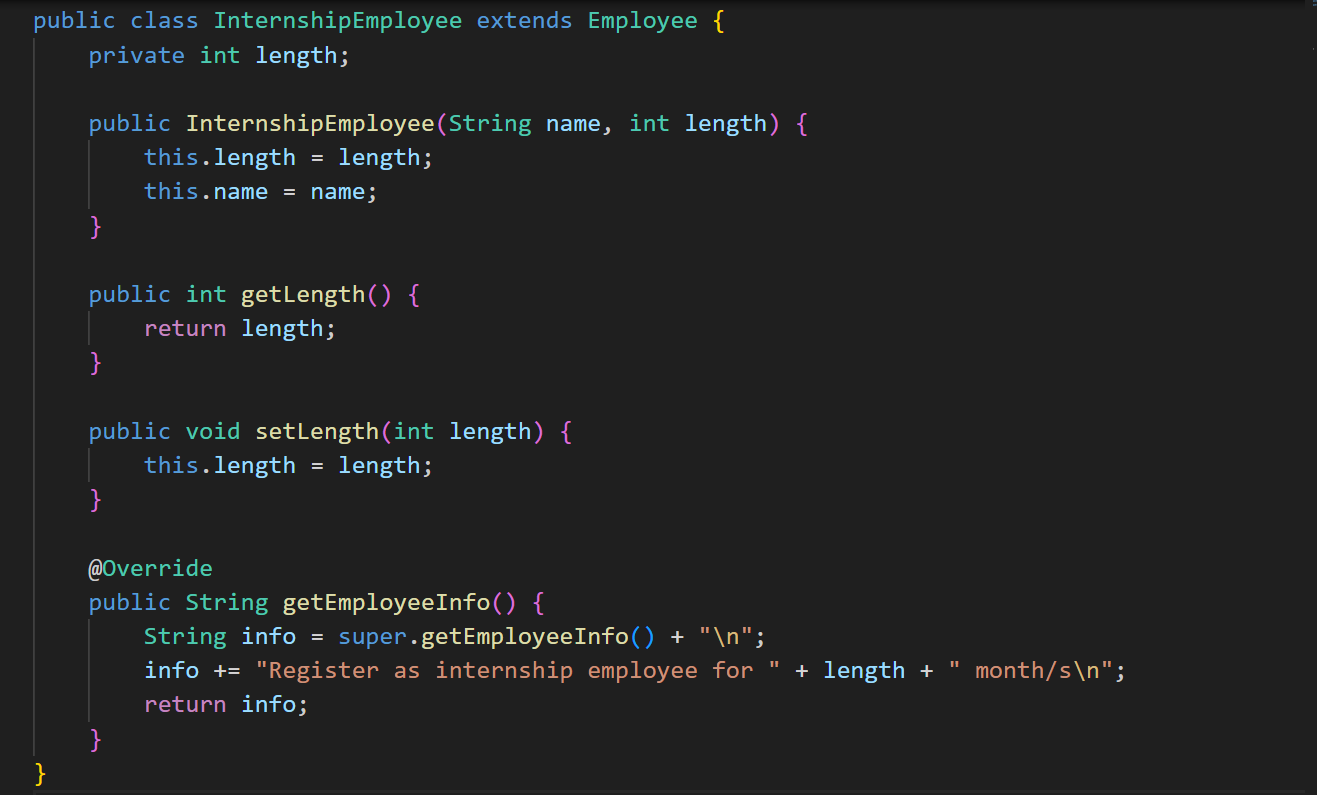 public class InternshipEmployee extends Employee {
    private int length;

    public InternshipEmployee(String name, int length) {
        this.length = length;
        this.name = name;
    }

    public int getLength() {
        return length;
    }

    public void setLength(int length) {
        this.length = length;
    }

    @Override
    public String getEmployeeInfo() {
        String info = super.getEmployeeInfo() + "\n";
        info += "Register as internship employee for " + length + " month/s\n";
        return info;
    }
}